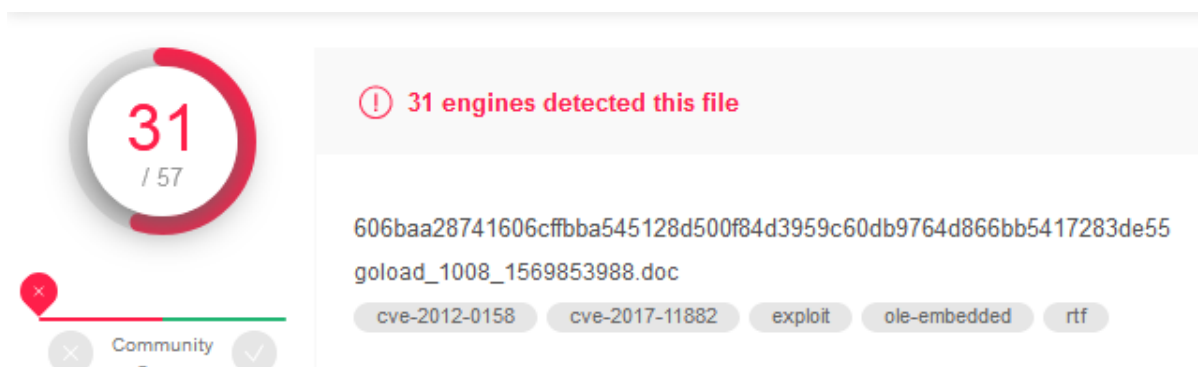 31
/ 57
31 engines detected this file
606baa28741606cffbba545128d500f84d3959c60db9764d866bb5417283de55
goload_1008_1569853988.doc
cve-2012-0158 cve-2017-11882 exploit ole-embedded rtf
Community